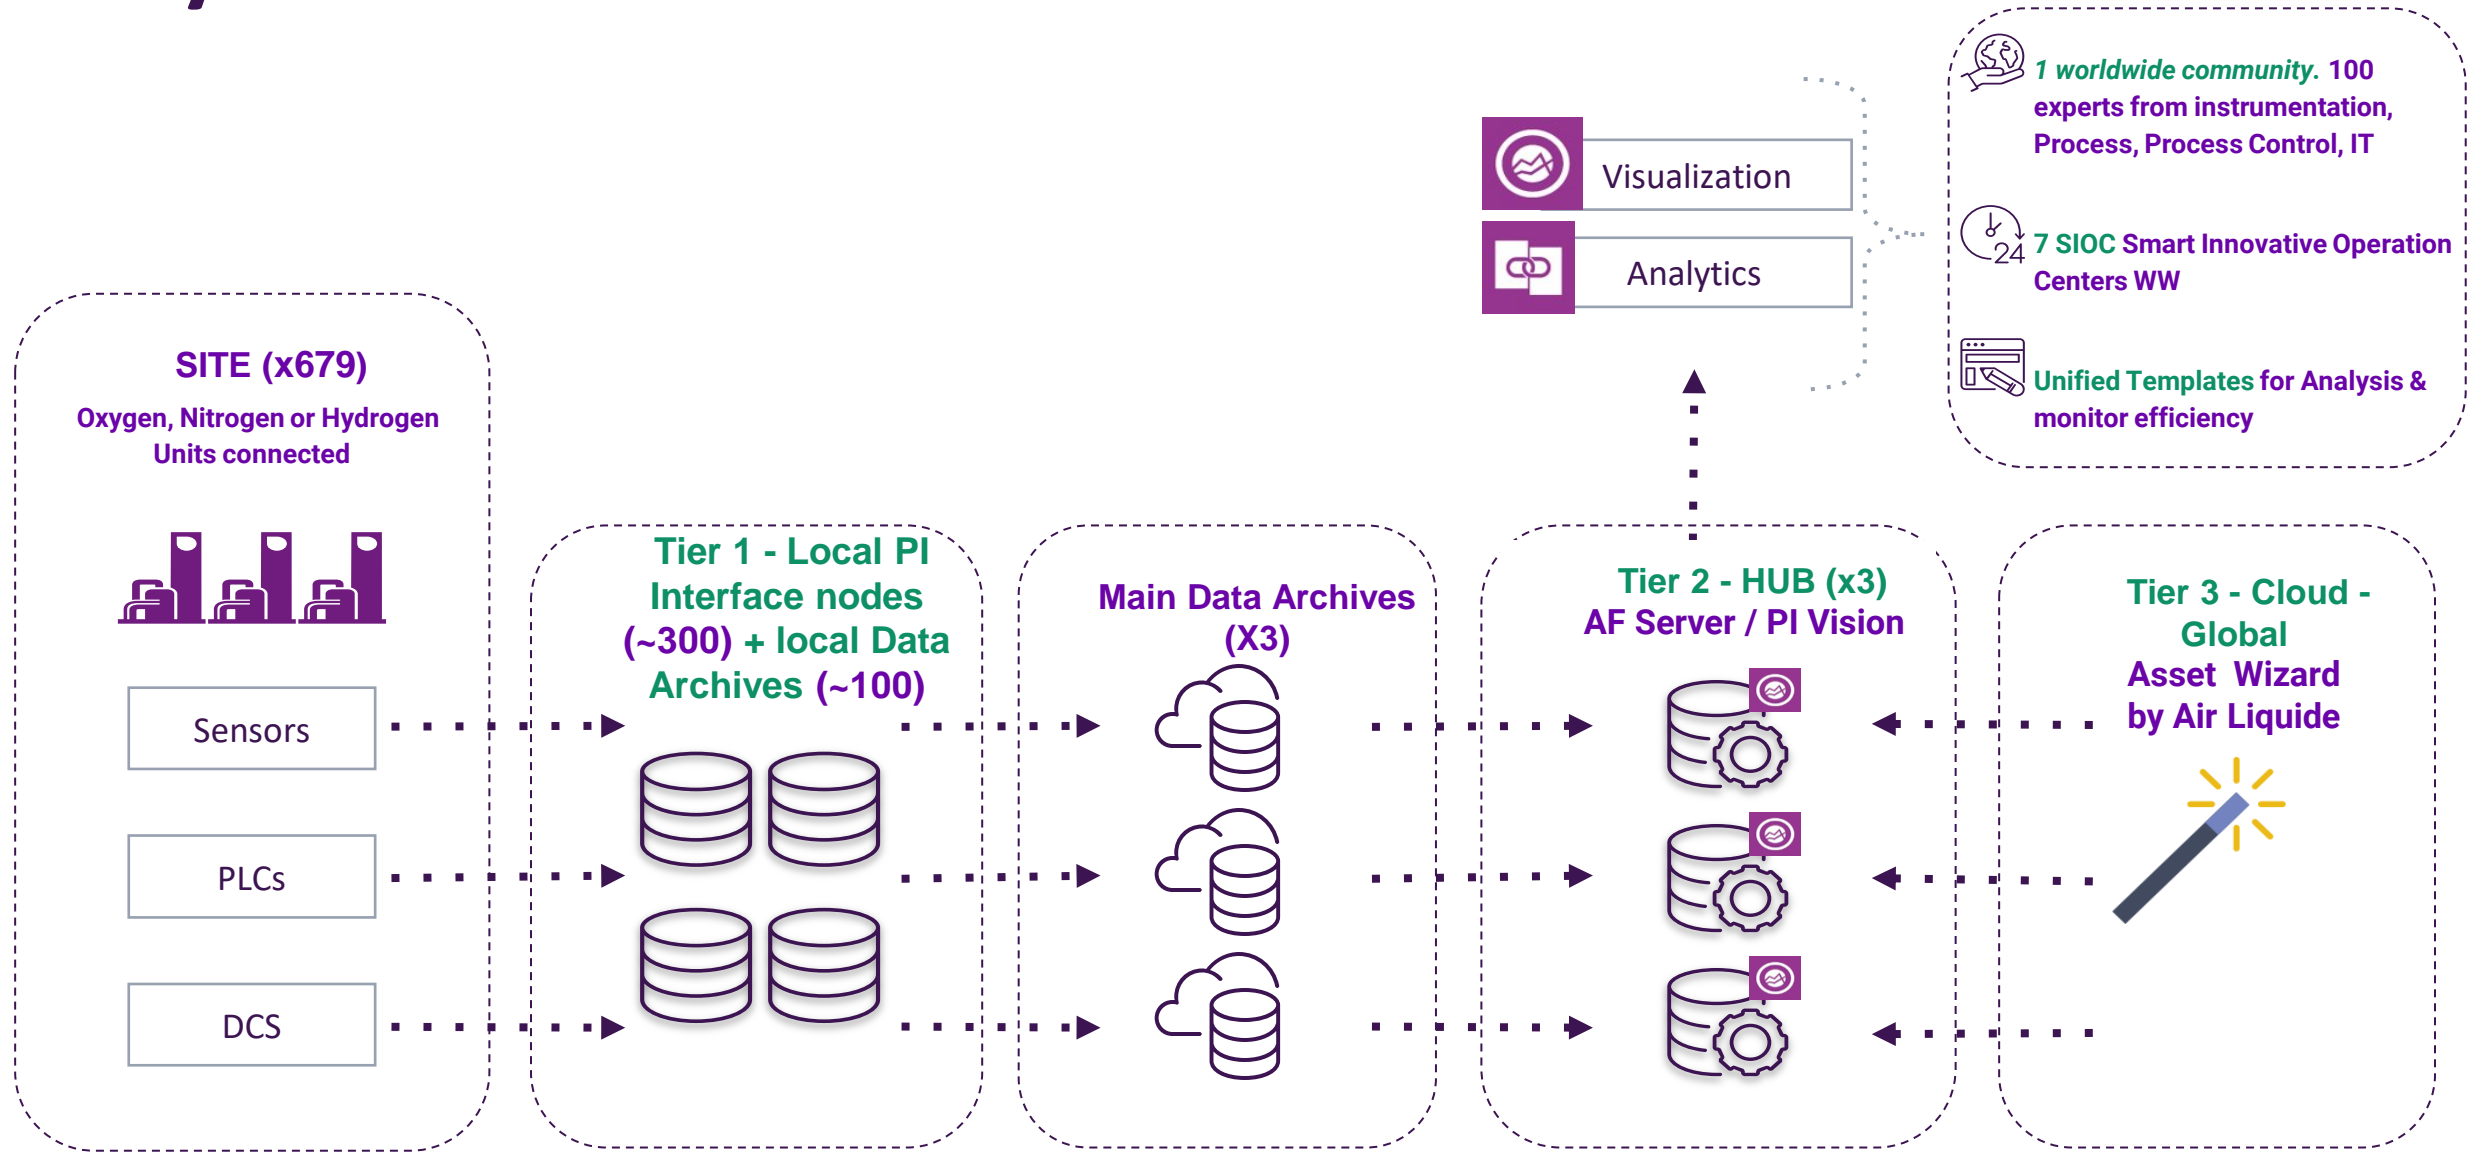 1 worldwide community. 100
experts from instrumentation,
Process, Process Control, IT
7 SIOC Smart Innovative Operation
Centers WW
Unified Templates for Analysis &
monitor efficiency
24
Visualization
Analytics
SITE (x679)
Oxygen, Nitrogen or Hydrogen
Units connected
Sensors
PLCs
DCS
Tier 1 - Local PI
Interface nodes
(~300) + local Data
Archives (~100)
Main Data Archives
(X3)
Tier 2 - HUB (x3)
AF Server / PI Vision
Tier 3 - Cloud -
Global
Asset Wizard
by Air Liquide